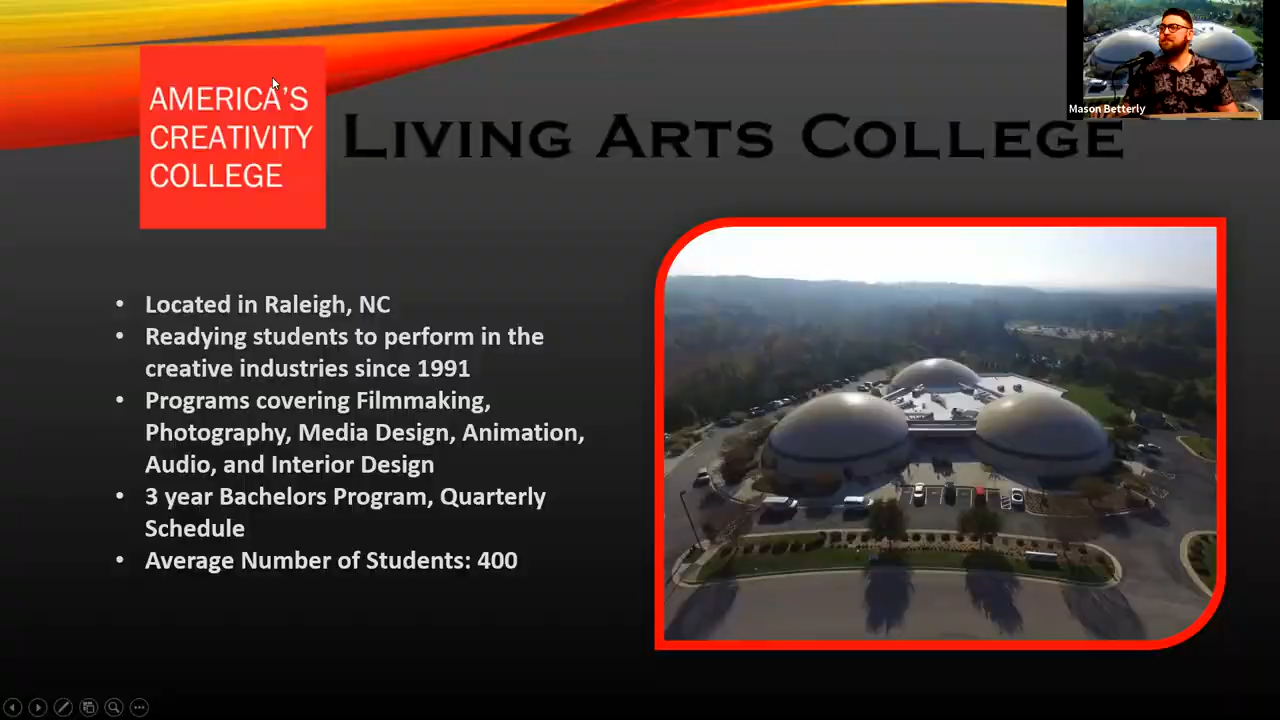 AMERICA'S
CREATIVITY
COLLEGE
LIVING ARTS COLLEGE
Mason Betterly
• Located in Raleigh, NC
• Readying students to perform in the
creative industries since 1991
• Programs covering Filmmaking,
Photography, Media Design, Animation,
Audio, and Interior Design
• 3 year Bachelors Program, Quarterly
Schedule
• Average Number of Students: 400